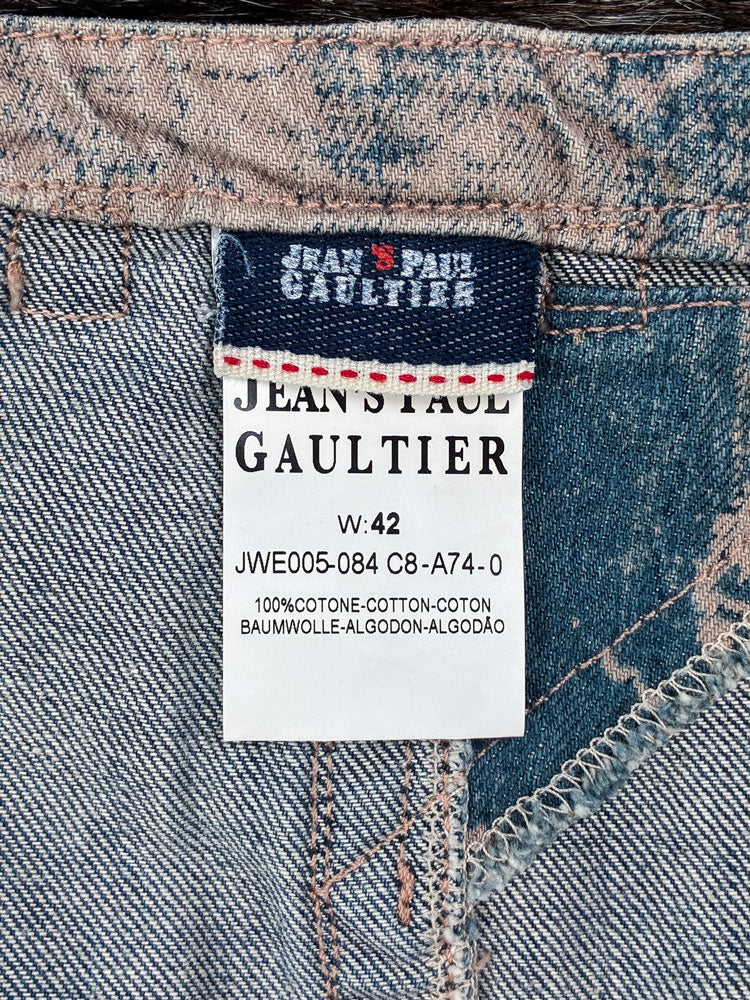 JEAN'S PAUL
GAULTIER
JEAN'S PAUL
GAULTIER
W:42
JWE005-084 C8-A74-0
100%COTONE-COTTON-COTON
BAUMWOLLE-ALGODON-ALGODÃO